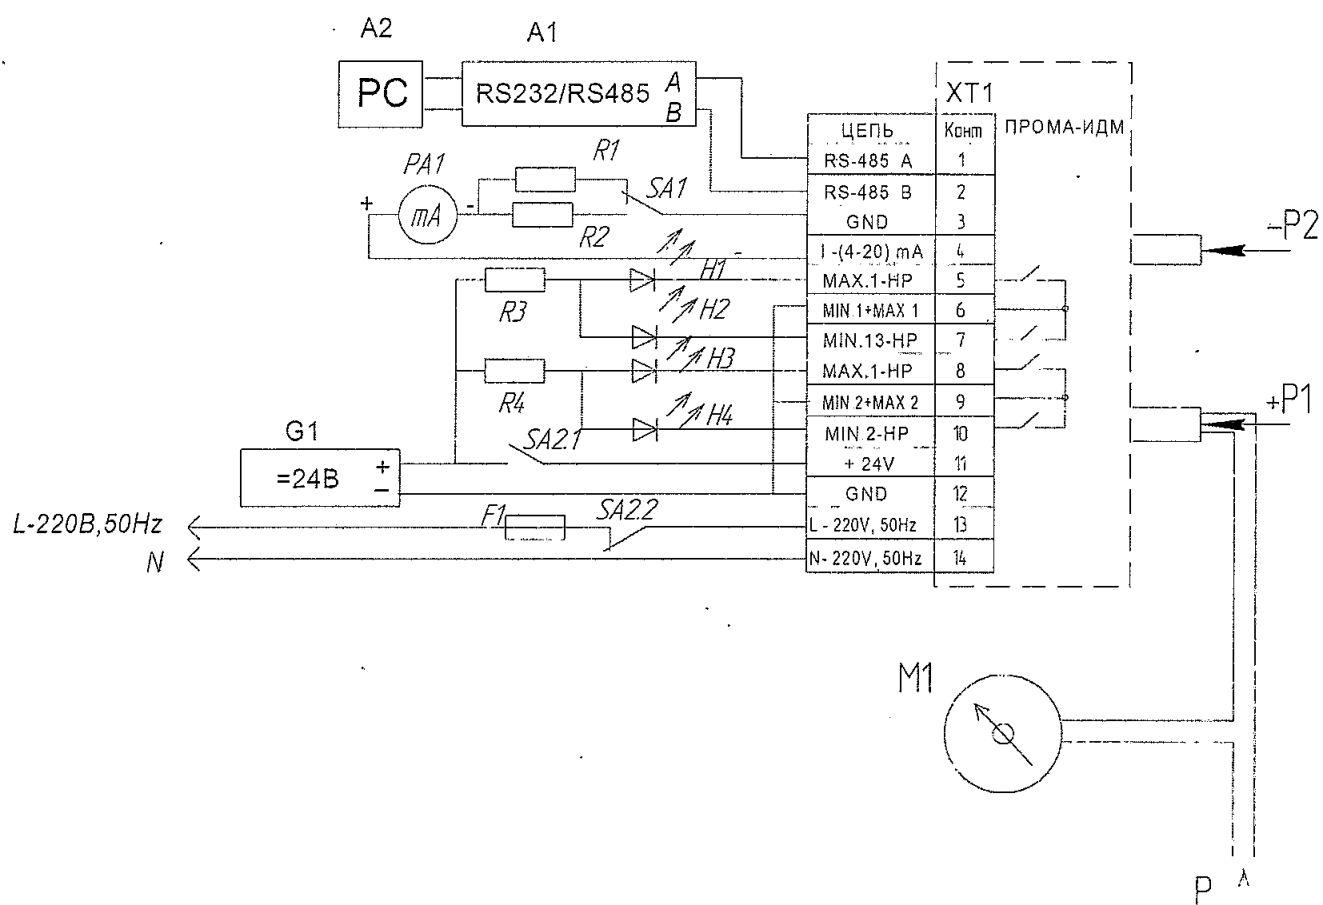 A2
A1
PC
RS232/RS485
A
B
XT1
ПРОМА-ИДМ
ЦЕПЬ Конт
RS-485 A 1
RS-485 B 2
GND 3
I -(4-20) mA 4
MAX.1-HP 5
MIN 1+MAX 1 6
MIN.13-HP 7
MAX.1-HP 8
MIN 2+MAX 2 9
MIN 2-HP 10
+ 24V 11
GND 12
L - 220V, 50Hz 13
N- 220V, 50Hz 14
PA1
+
mA
-
R1
R2
SA1
H1
R3
H2
H3
R4
H4
SA2.1
G1
=24В
+
−
L-220В,50Hz
F1
SA2.2
N
−P2
+P1
M1
P